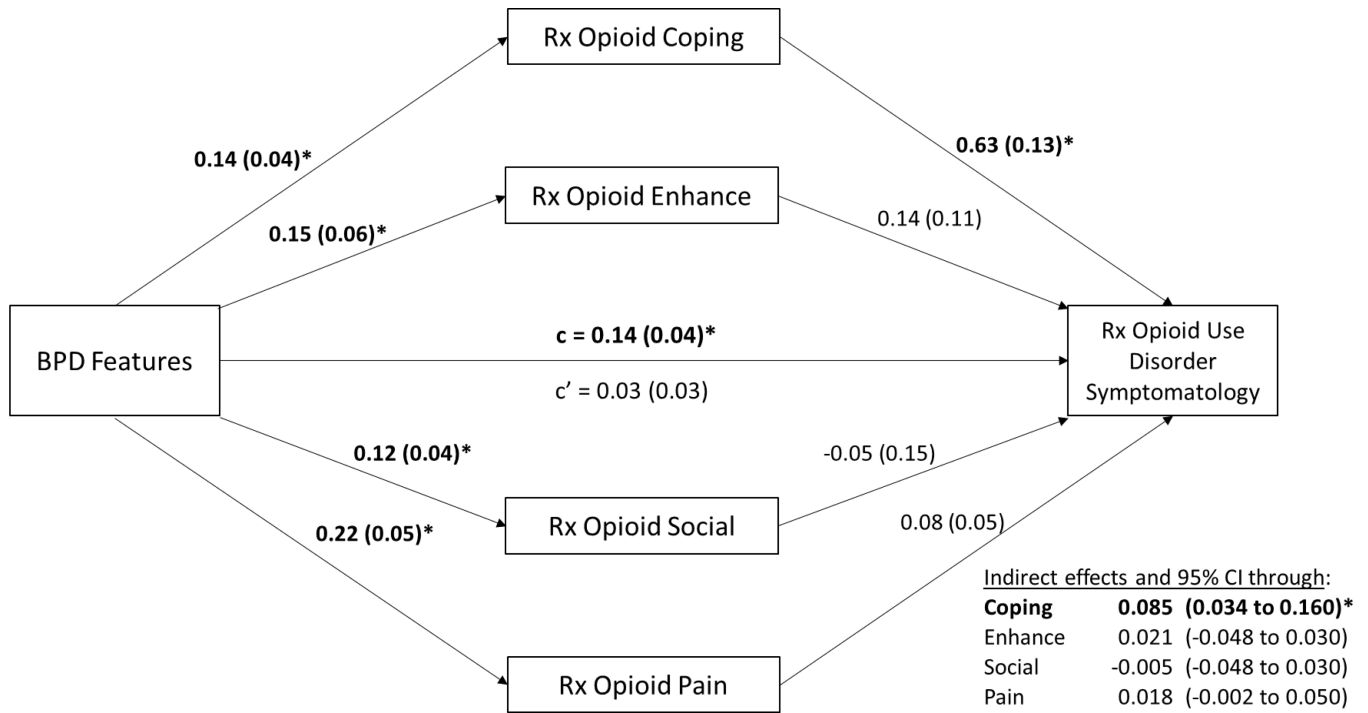 Rx Opioid Coping
0.14 (0.04)*
0.63 (0.13)*
Rx Opioid Enhance
0.15 (0.06)*
0.14 (0.11)
BPD Features
c = 0.14 (0.04)*
c’ = 0.03 (0.03)
Rx Opioid Use
Disorder
Symptomatology
0.12 (0.04)*
-0.05 (0.15)
Rx Opioid Social
0.22 (0.05)*
0.08 (0.05)
Rx Opioid Pain
Indirect effects and 95% CI through:
Coping 0.085 (0.034 to 0.160)*
Enhance 0.021 (-0.048 to 0.030)
Social -0.005 (-0.048 to 0.030)
Pain 0.018 (-0.002 to 0.050)